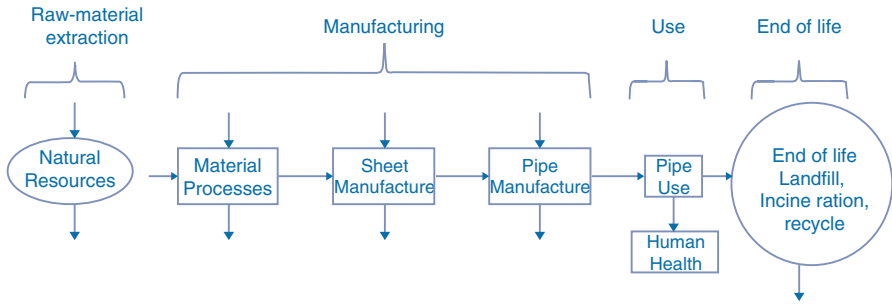 Raw-material
extraction
Manufacturing
Use
End of life
Natural
Resources
Material
Processes
Sheet
Manufacture
Pipe
Manufacture
Pipe
Use
Human
Health
End of life
Landfill,
Incine ration,
recycle